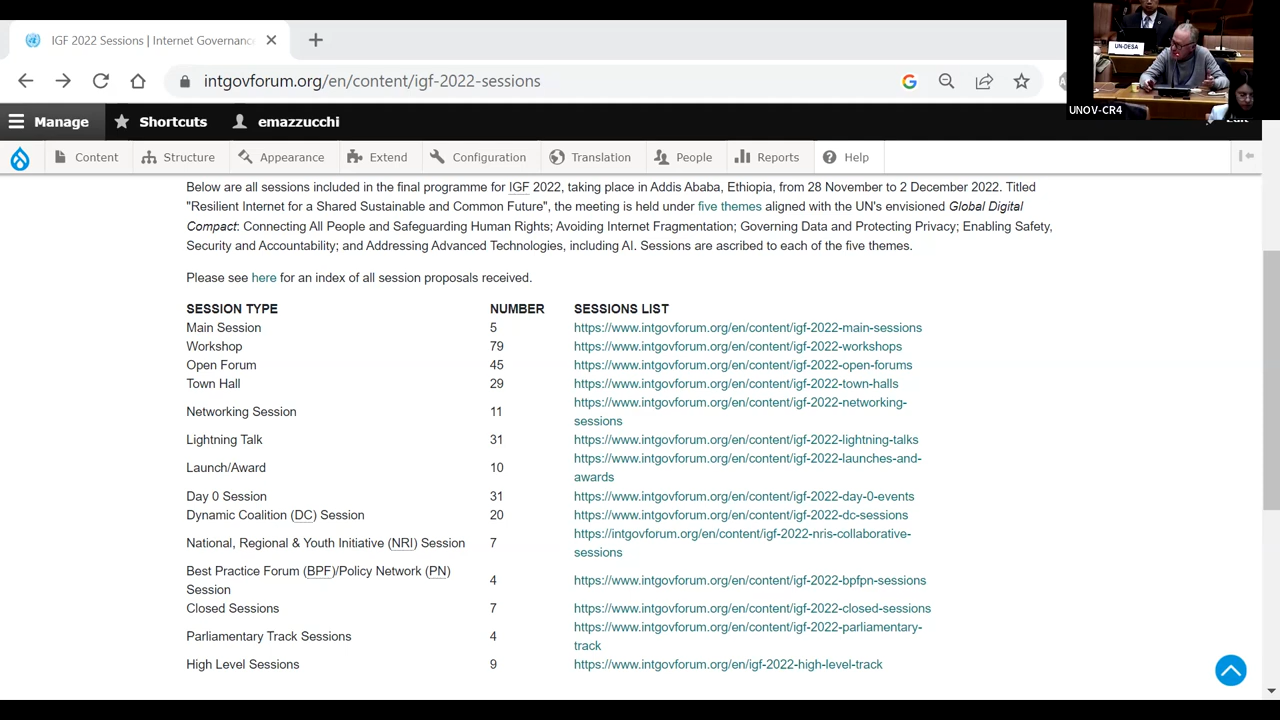 IGF 2022 Sessions | Internet Governanc
intgovforum.org/en/content/igf-2022-sessions
UN-DESA
UNOV-CR4
Manage
Shortcuts
emazzucchi
Edit
Content
Structure
Appearance
Extend
Configuration
Translation
People
Reports
Help
Below are all sessions included in the final programme for IGF 2022, taking place in Addis Ababa, Ethiopia, from 28 November to 2 December 2022. Titled
"Resilient Internet for a Shared Sustainable and Common Future", the meeting is held under five themes aligned with the UN's envisioned Global Digital
Compact: Connecting All People and Safeguarding Human Rights; Avoiding Internet Fragmentation; Governing Data and Protecting Privacy; Enabling Safety,
Security and Accountability; and Addressing Advanced Technologies, including AI. Sessions are ascribed to each of the five themes.
Please see here for an index of all session proposals received.
SESSION TYPE NUMBER SESSIONS LIST
Main Session 5 https://www.intgovforum.org/en/content/igf-2022-main-sessions
Workshop 79 https://www.intgovforum.org/en/content/igf-2022-workshops
Open Forum 45 https://www.intgovforum.org/en/content/igf-2022-open-forums
Town Hall 29 https://www.intgovforum.org/en/content/igf-2022-town-halls
Networking Session 11 https://www.intgovforum.org/en/content/igf-2022-networking-
sessions
Lightning Talk 31 https://www.intgovforum.org/en/content/igf-2022-lightning-talks
Launch/Award 10 https://www.intgovforum.org/en/content/igf-2022-launches-and-
awards
Day 0 Session 31 https://www.intgovforum.org/en/content/igf-2022-day-0-events
Dynamic Coalition (DC) Session 20 https://www.intgovforum.org/en/content/igf-2022-dc-sessions
National, Regional & Youth Initiative (NRI) Session 7 https://intgovforum.org/en/content/igf-2022-nris-collaborative-
sessions
Best Practice Forum (BPF)/Policy Network (PN)
Session 4 https://www.intgovforum.org/en/content/igf-2022-bpfpn-sessions
Closed Sessions 7 https://www.intgovforum.org/en/content/igf-2022-closed-sessions
Parliamentary Track Sessions 4 https://www.intgovforum.org/en/content/igf-2022-parliamentary-
track
High Level Sessions 9 https://www.intgovforum.org/en/igf-2022-high-level-track